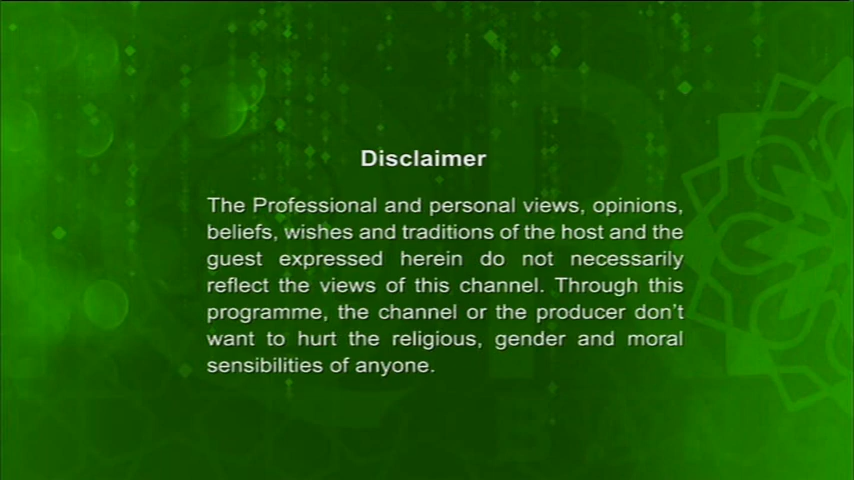 Disclaimer
The Professional and personal views, opinions,
beliefs, wishes and traditions of the host and the
guest expressed herein do not necessarily
reflect the views of this channel. Through this
programme, the channel or the producer don't
want to hurt the religious, gender and moral
sensibilities of anyone.